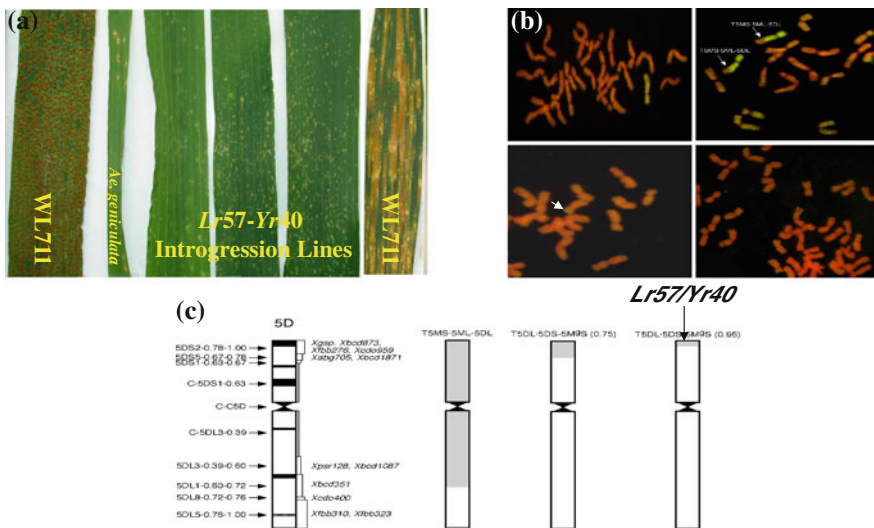 (a)
WL711
Ae. geniculata
Lr57-Yr40
Introgression Lines
WL711
(b)
T5MS-5ML-5DL
T5MS-5ML-5DL
(c)
Lr57/Yr40
5D
T5MS-5ML-5DL
T5DL-5DS-5MgS (0.75)
T5DL-5DS-5MgS (0.95)
5DS2-0.78-1.00
5DS5-0.67-0.78
5DS1-0.63-0.67
C-5DS1-0.63
C-C5D
C-5DL3-0.39
5DL3-0.39-0.60
5DL1-0.60-0.72
5DL8-0.72-0.76
5DL5-0.76-1.00
Xgsp, Xbcd873,
Xfbb276, Xcdo959
Xabg705, Xbcd1871
Xpsr128, Xbcd1087
Xbcd351
Xcdo400
Xfbb310, Xfbb323